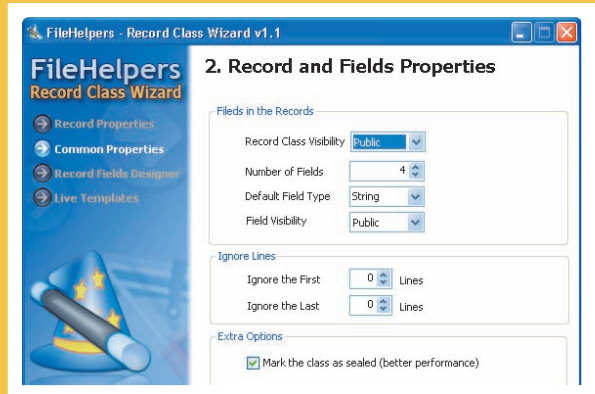 FileHelpers - Record Class Wizard v1.1
FileHelpers
Record Class Wizard
Record Properties
Common Properties
Record Fields Designer
Live Templates
2. Record and Fields Properties
Fileds in the Records
Record Class Visibility Public
Number of Fields 4
Default Field Type String
Field Visibility Public
Ignore Lines
Ignore the First 0 Lines
Ignore the Last 0 Lines
Extra Options
Mark the class as sealed (better performance)